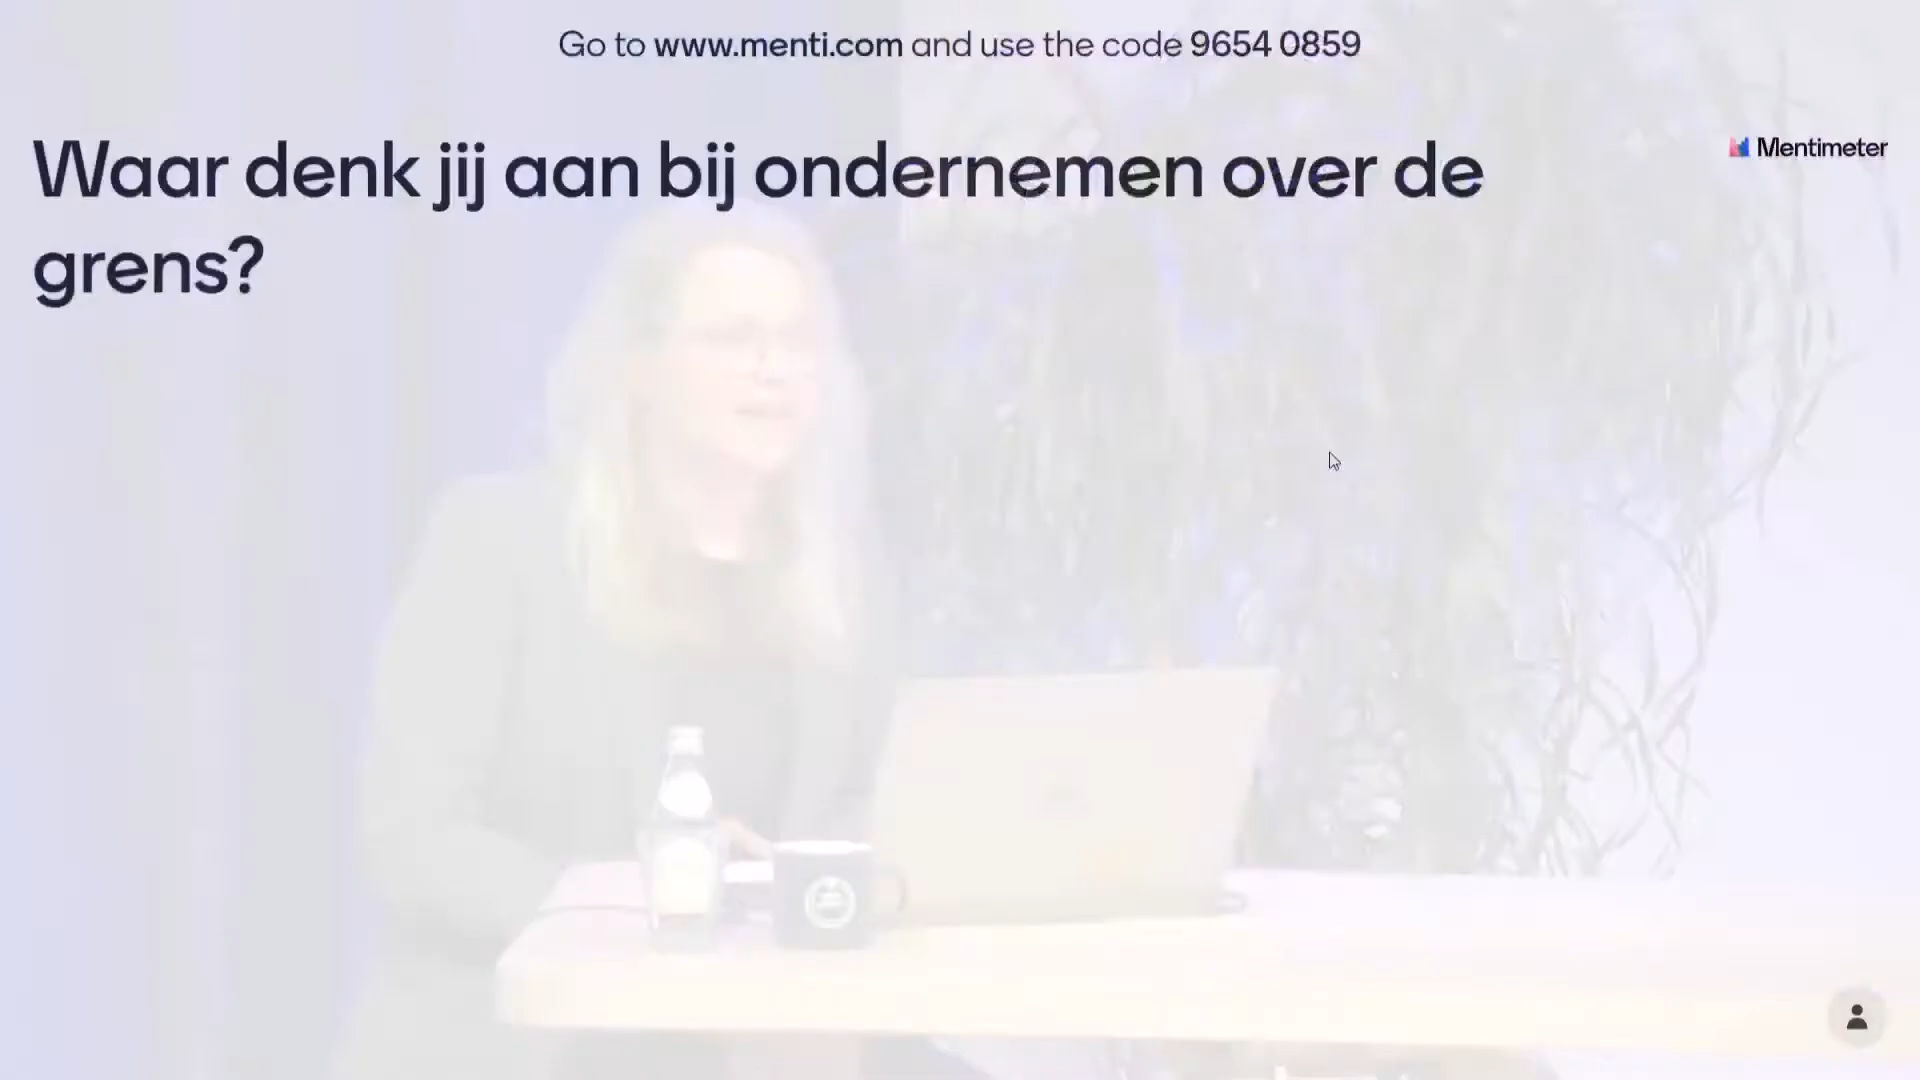 Go to www.menti.com and use the code 9654 0859
Waar denk jij aan bij ondernemen over de
grens?
Mentimeter